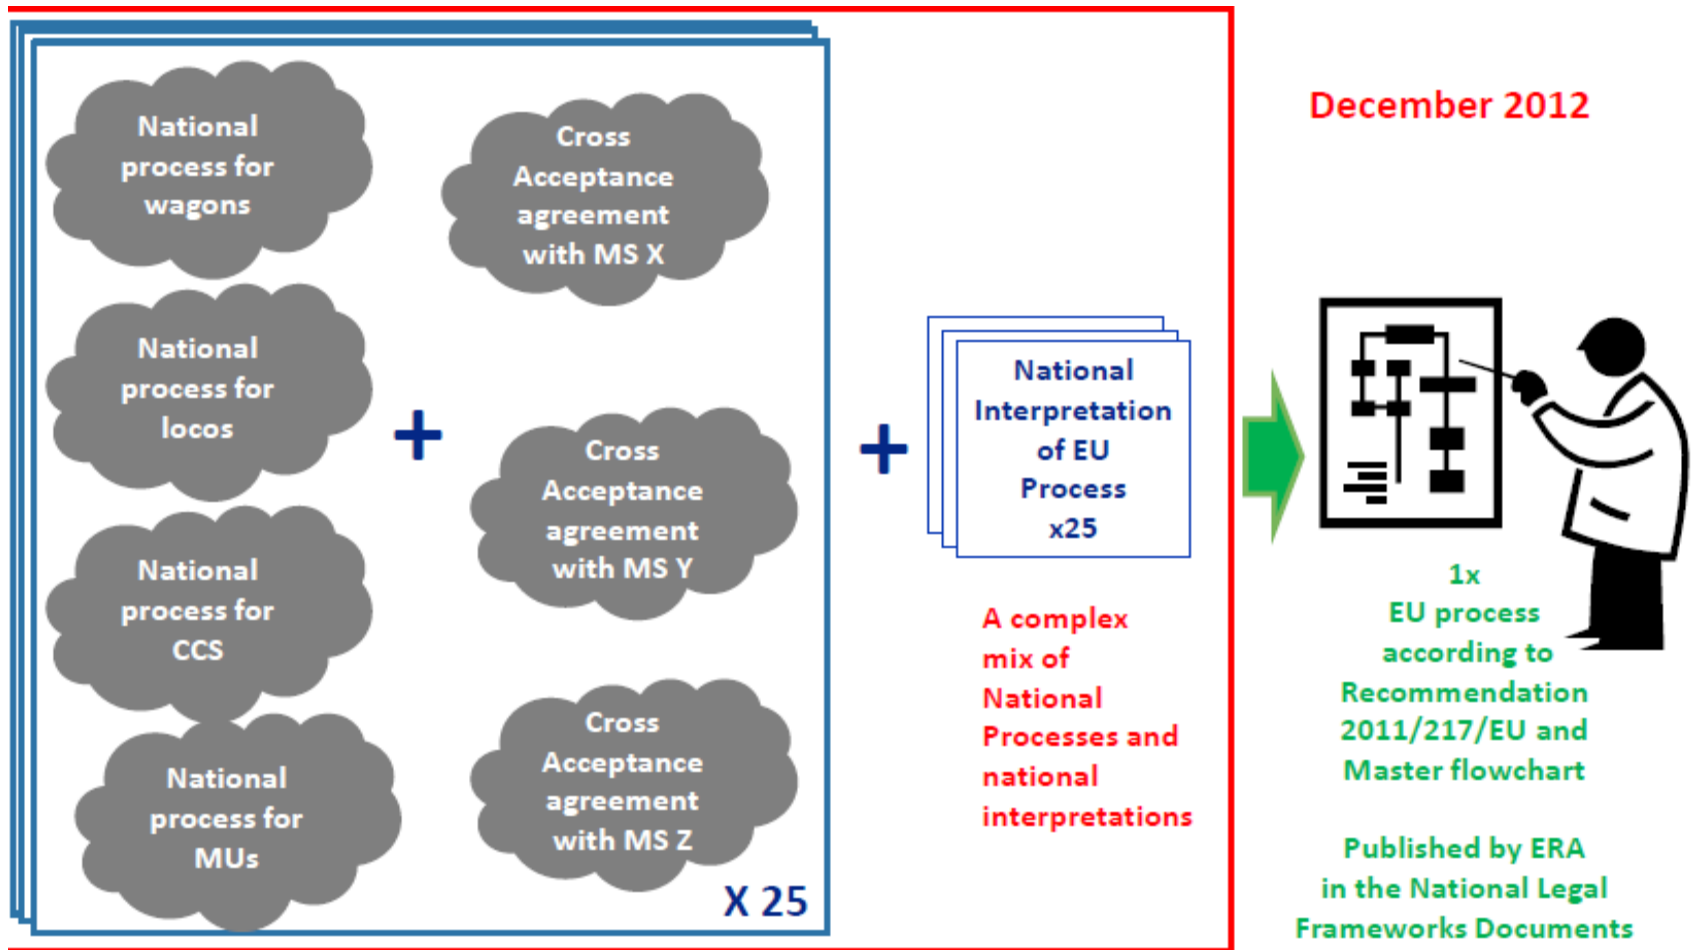 National
process for
wagons
Cross
Acceptance
agreement
with MS X
National
process for
locos
+
Cross
Acceptance
agreement
with MS Y
National
process for
CCS
National
process for
MUs
Cross
Acceptance
agreement
with MS Z
X 25
+
National
Interpretation
of EU
Process
x25
A complex
mix of
National
Processes and
national
interpretations
December 2012
1x
EU process
according to
Recommendation
2011/217/EU and
Master flowchart
Published by ERA
in the National Legal
Frameworks Documents